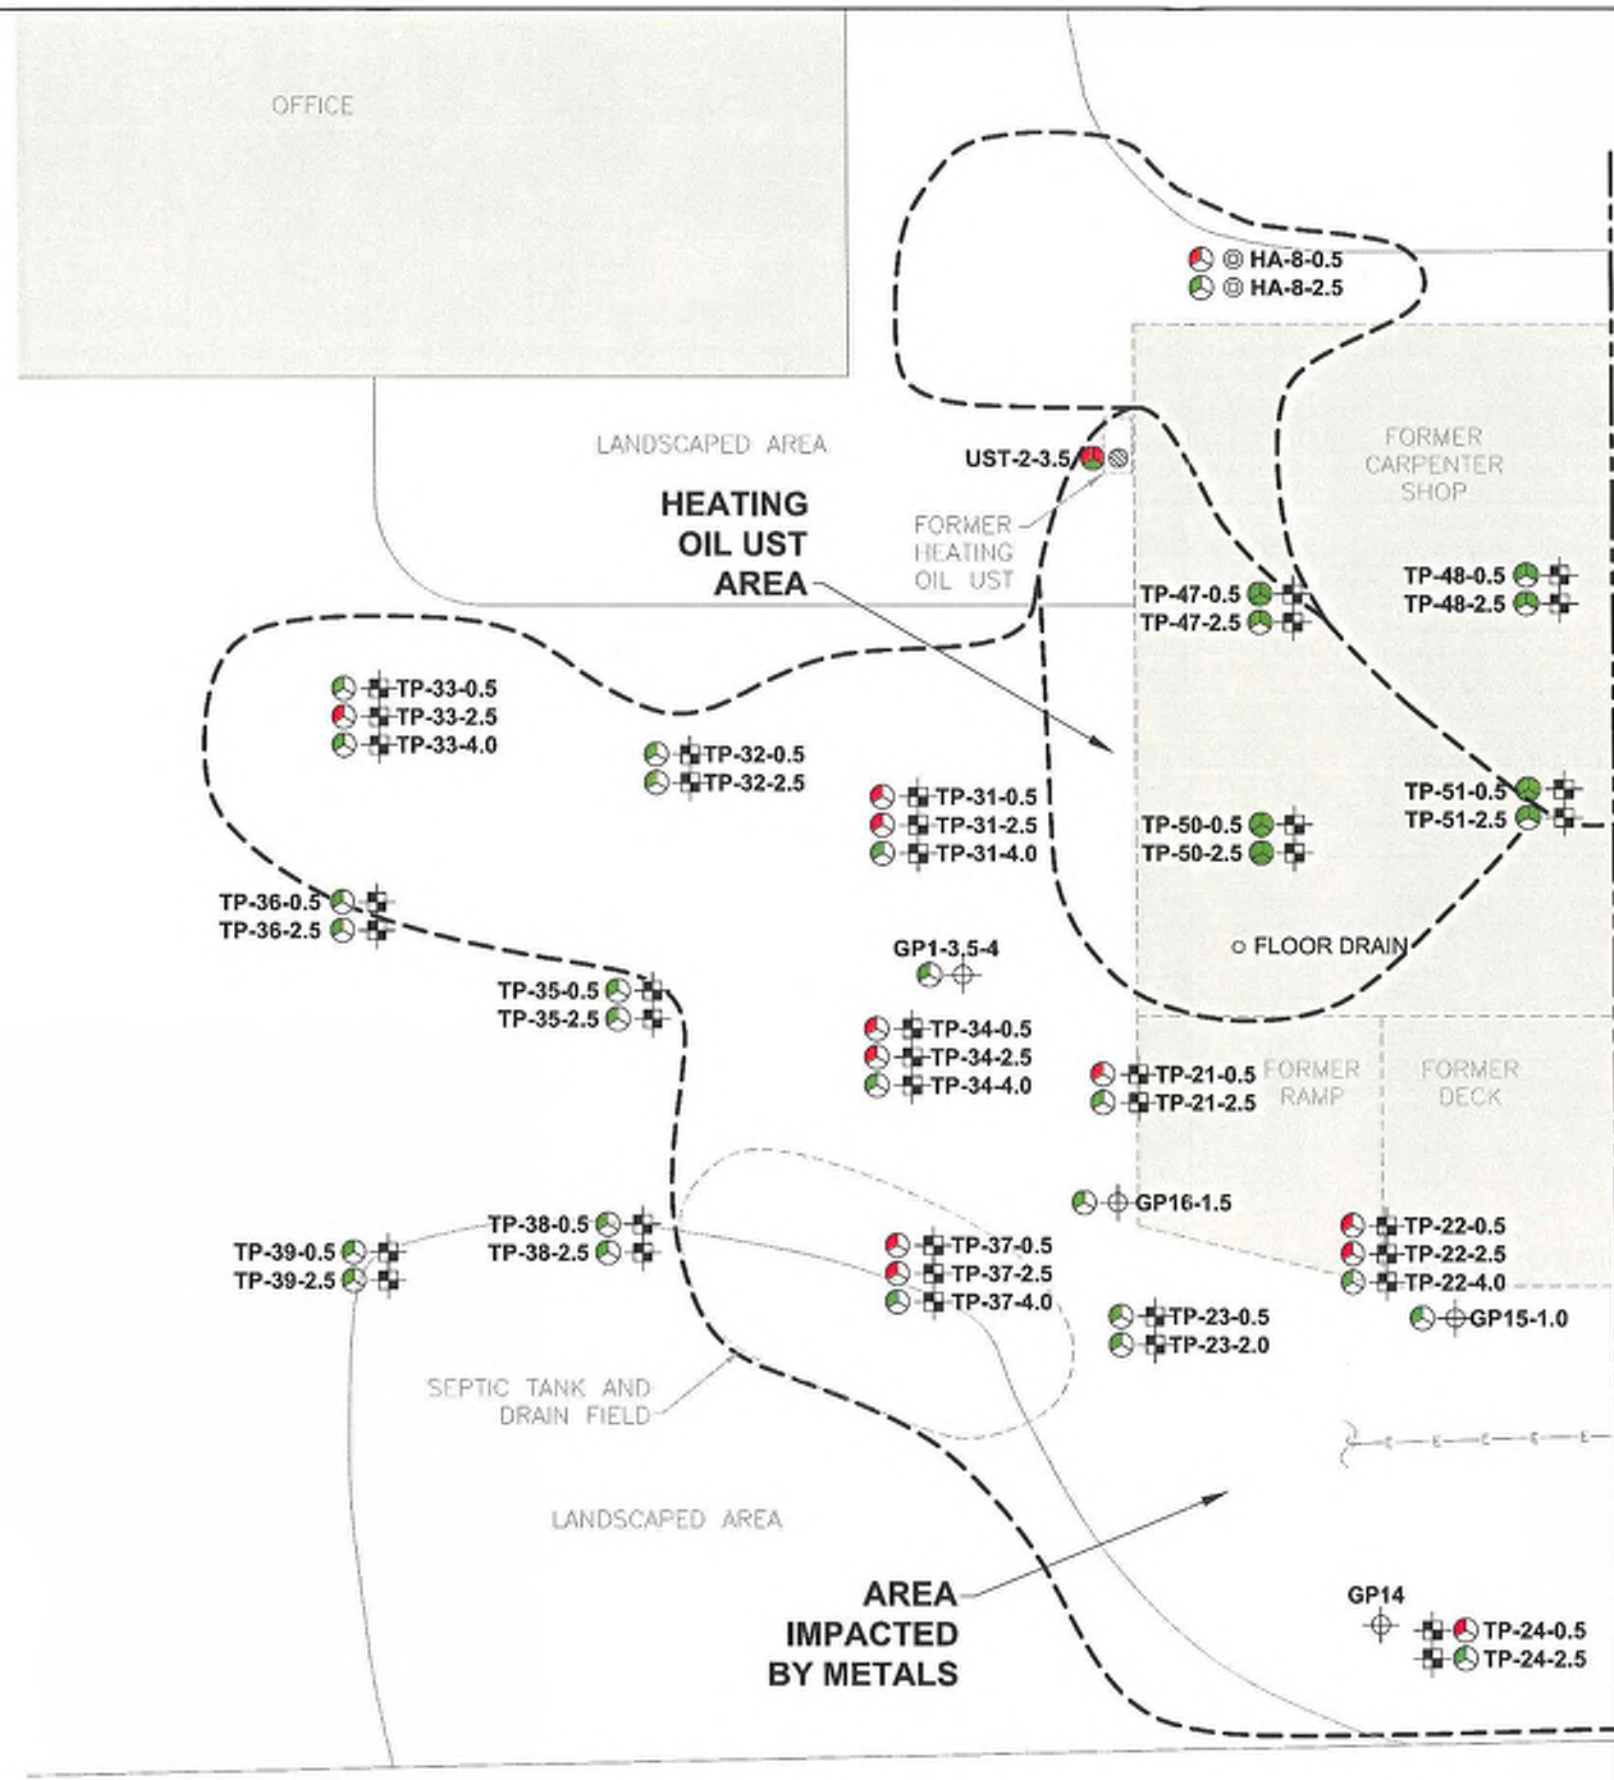 OFFICE
HA-8-0.5
HA-8-2.5
LANDSCAPED AREA
FORMER
CARPENTER
SHOP
UST-2-3.5
HEATING
OIL UST
AREA
FORMER
HEATING
OIL UST
TP-47-0.5
TP-47-2.5
TP-48-0.5
TP-48-2.5
TP-33-0.5
TP-33-2.5
TP-33-4.0
TP-32-0.5
TP-32-2.5
TP-31-0.5
TP-31-2.5
TP-31-4.0
TP-50-0.5
TP-50-2.5
TP-51-0.5
TP-51-2.5
TP-36-0.5
TP-36-2.5
GP1-3.5-4
FLOOR DRAIN
TP-35-0.5
TP-35-2.5
TP-34-0.5
TP-34-2.5
TP-34-4.0
TP-21-0.5
TP-21-2.5
FORMER
RAMP
FORMER
DECK
GP16-1.5
TP-38-0.5
TP-38-2.5
TP-39-0.5
TP-39-2.5
TP-37-0.5
TP-37-2.5
TP-37-4.0
TP-22-0.5
TP-22-2.5
TP-22-4.0
TP-23-0.5
TP-23-2.0
GP15-1.0
SEPTIC TANK AND
DRAIN FIELD
LANDSCAPED AREA
AREA
IMPACTED
BY METALS
GP14
TP-24-0.5
TP-24-2.5